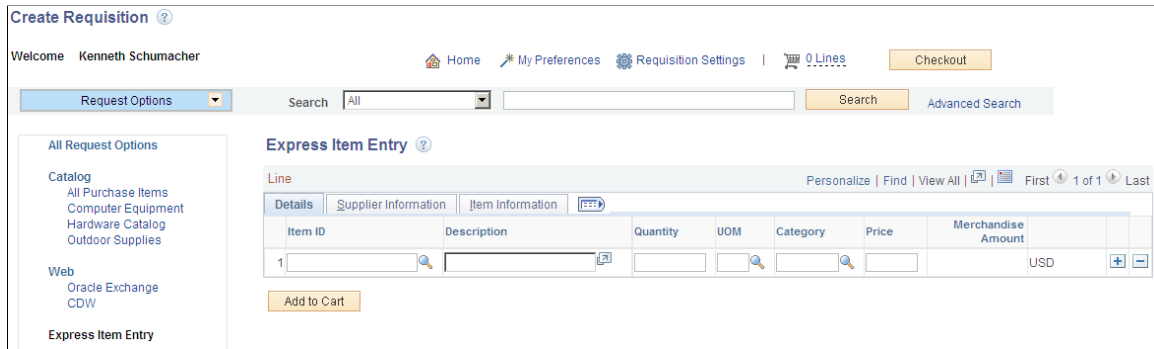 Create Requisition ?
Welcome Kenneth Schumacher
Home My Preferences Requisition Settings | 0 Lines Checkout
Request Options Search All Search Advanced Search
All Request Options
Catalog
All Purchase Items
Computer Equipment
Hardware Catalog
Outdoor Supplies
Web
Oracle Exchange
CDW
Express Item Entry
Express Item Entry ?
Line Personalize | Find | View All | | First 1 of 1 Last
Details Supplier Information Item Information
Item ID Description Quantity UOM Category Price Merchandise Amount
1 USD + -
Add to Cart